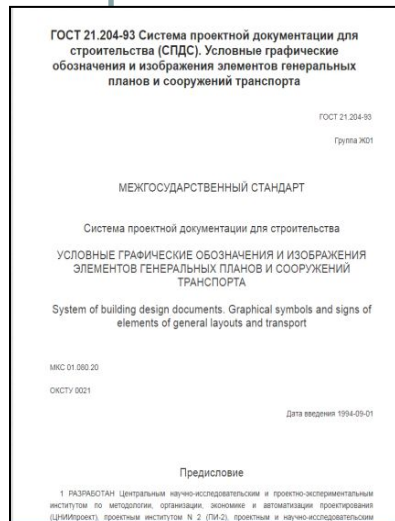 ГОСТ 21.204-93 Система проектной документации для
строительства (СПДС). Условные графические
обозначения и изображения элементов генеральных
планов и сооружений транспорта
ГОСТ 21.204-93
Группа Ж01
МЕЖГОСУДАРСТВЕННЫЙ СТАНДАРТ
Система проектной документации для строительства
УСЛОВНЫЕ ГРАФИЧЕСКИЕ ОБОЗНАЧЕНИЯ И ИЗОБРАЖЕНИЯ
ЭЛЕМЕНТОВ ГЕНЕРАЛЬНЫХ ПЛАНОВ И СООРУЖЕНИЙ
ТРАНСПОРТА
System of building design documents. Graphical symbols and signs of
elements of general layouts and transport
МКС 01.080.20
ОКСТУ 0021
Дата введения 1994-09-01
Предисловие
1 РАЗРАБОТАН Центральным научно-исследовательским и проектно-экспериментальным
институтом по методологии, организации, экономике и автоматизации проектирования
(ЦНИИпроект), проектным институтом N 2 (ПИ-2), проектным и научно-исследовательским